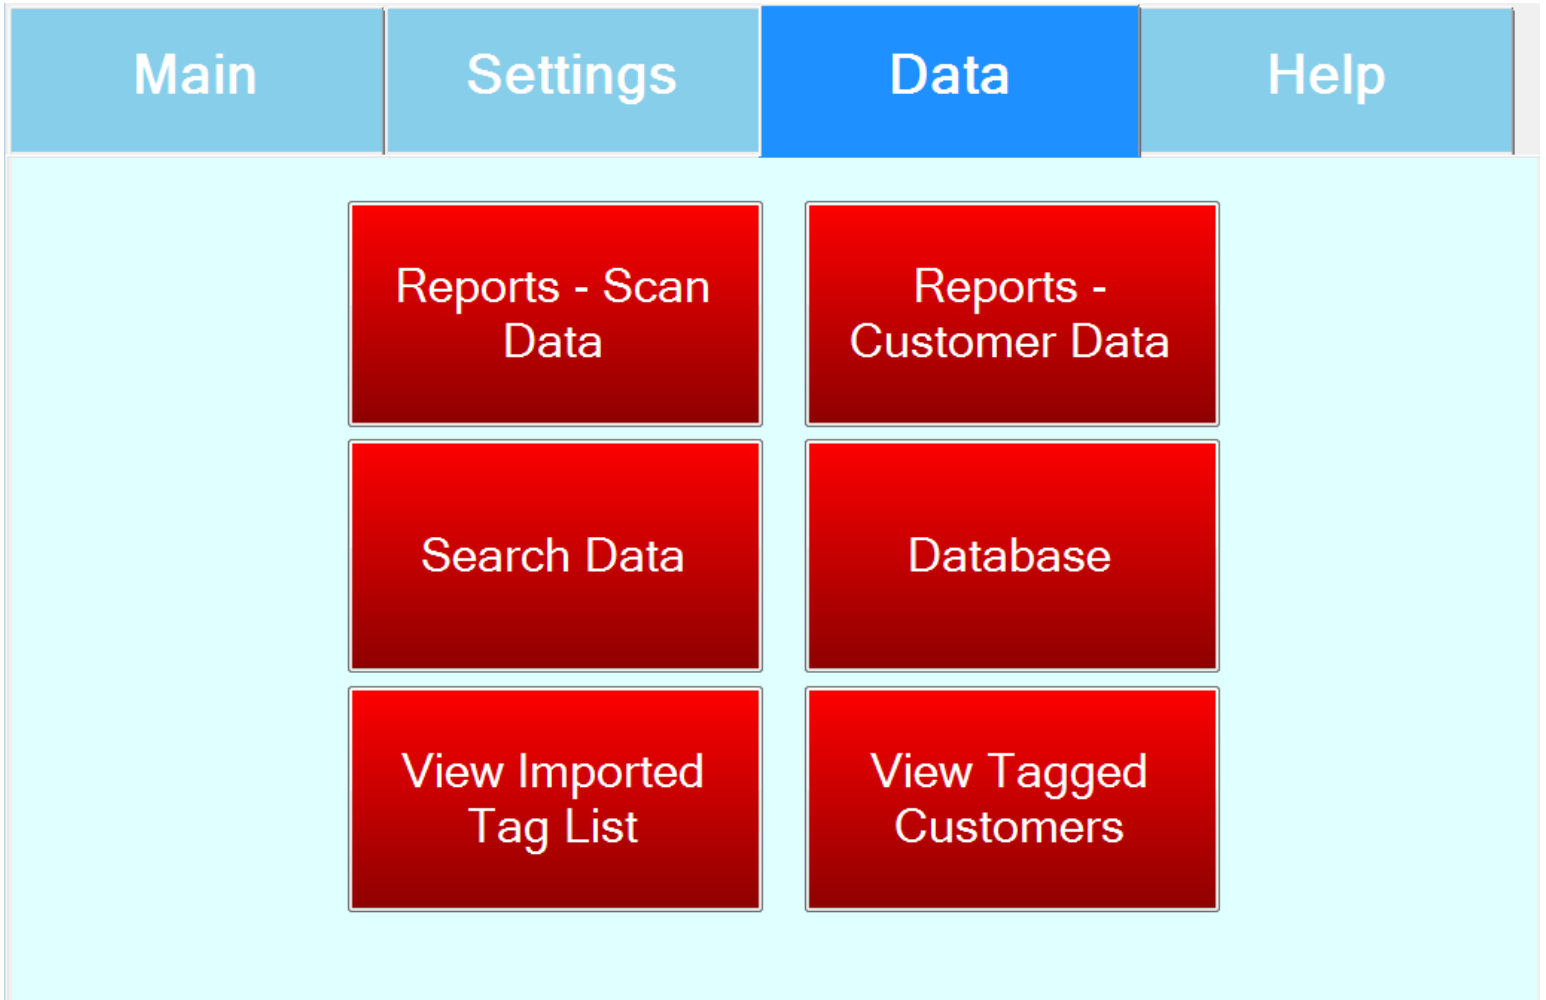 Main
Settings
Data
Help
Reports - Scan
Data
Reports -
Customer Data
Search Data
Database
View Imported
Tag List
View Tagged
Customers